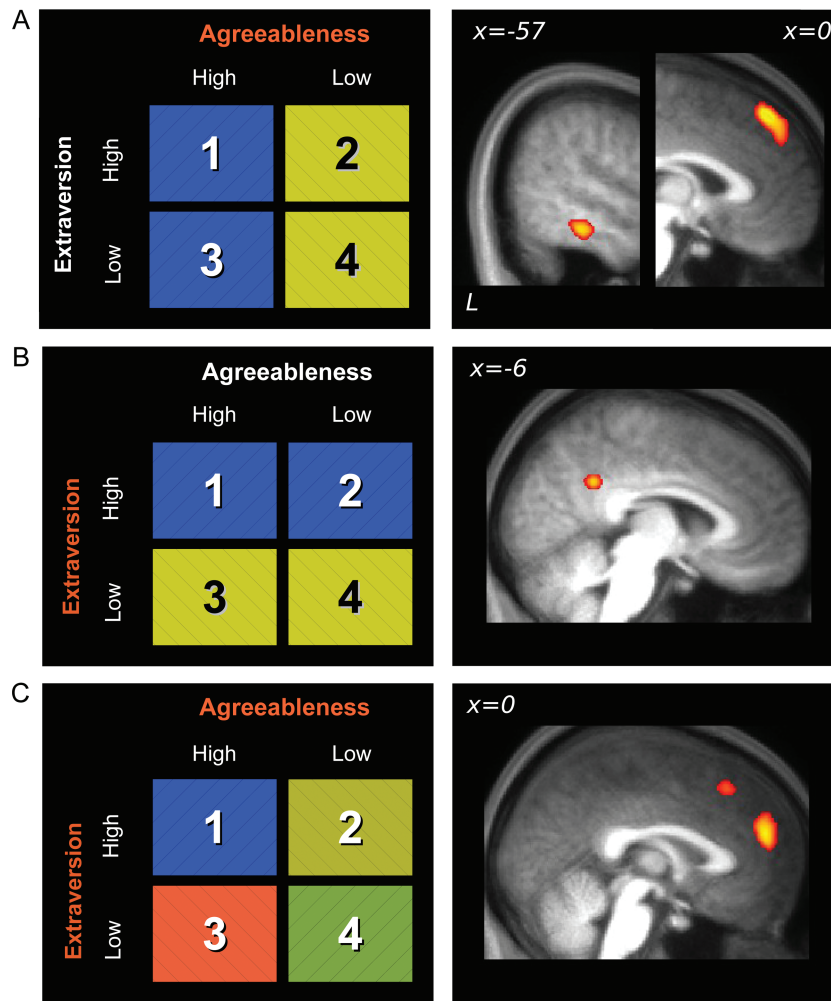 A
Agreeableness
High Low
Extraversion
High
1 2
Low
3 4
x=-57 x=0
L
B
Agreeableness
High Low
Extraversion
High
1 2
Low
3 4
x=-6
C
Agreeableness
High Low
Extraversion
High
1 2
Low
3 4
x=0